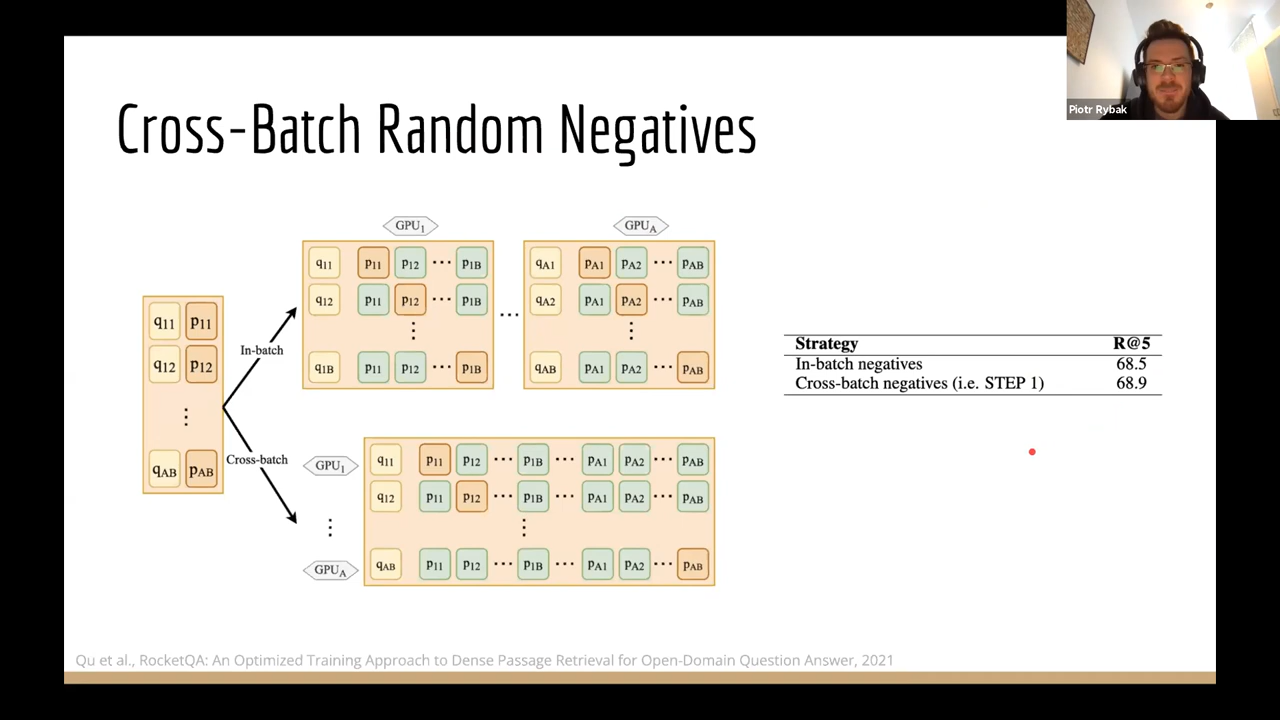 Piotr Rybak
Cross-Batch Random Negatives
GPU1 GPUA
q11 p11 p12 ··· p1B qA1 pA1 pA2 ··· pAB
q12 p11 p12 ··· p1B ... qA2 pA1 pA2 ··· pAB
⋮ ⋮
q1B p11 p12 ··· p1B qAB pA1 pA2 ··· pAB
q11 p11
q12 p12
⋮
qAB pAB
In-batch
Cross-batch
GPU1 q11 p11 p12 ··· p1B ··· pA1 pA2 ··· pAB
q12 p11 p12 ··· p1B ··· pA1 pA2 ··· pAB
⋮ ⋮
GPUA qAB p11 p12 ··· p1B ··· pA1 pA2 ··· pAB
Strategy R@5
In-batch negatives 68.5
Cross-batch negatives (i.e. STEP 1) 68.9
Qu et al., RocketQA: An Optimized Training Approach to Dense Passage Retrieval for Open-Domain Question Answer, 2021